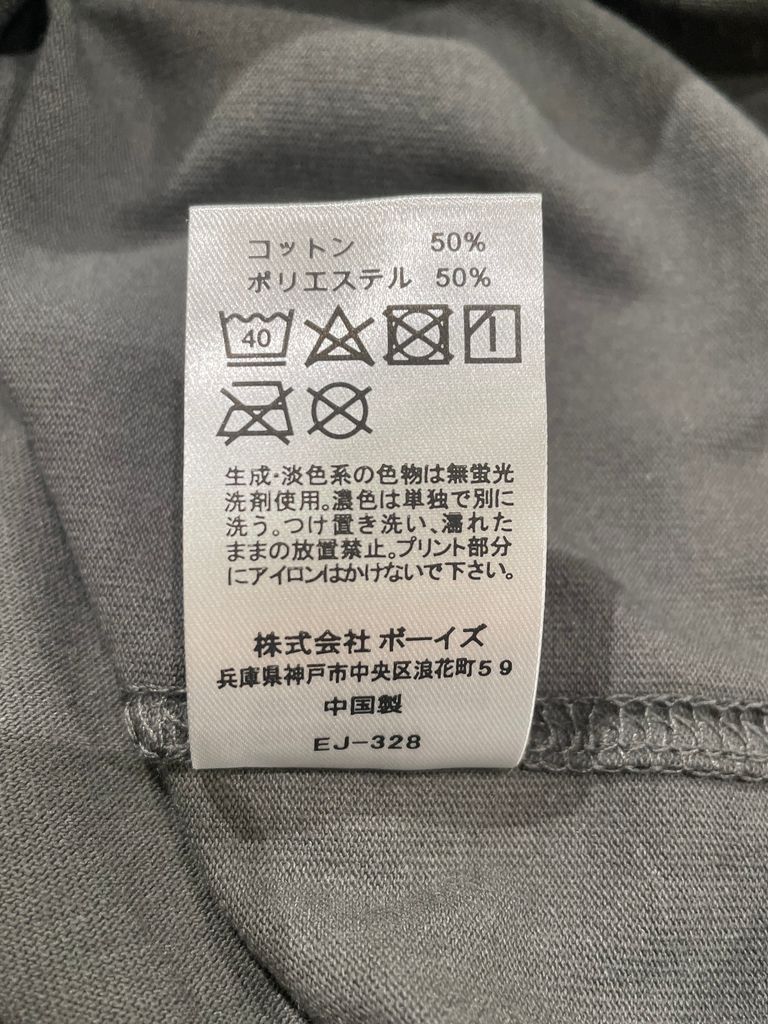 コットン 50%
ポリエステル 50%
40
生成・淡色系の色物は無蛍光
洗剤使用。濃色は単独で別に
洗う。つけ置き洗い、濡れた
ままの放置禁止。プリント部分
にアイロンはかけないで下さい。
株式会社 ボーイズ
兵庫県神戸市中央区浪花町59
中国製
EJ-328